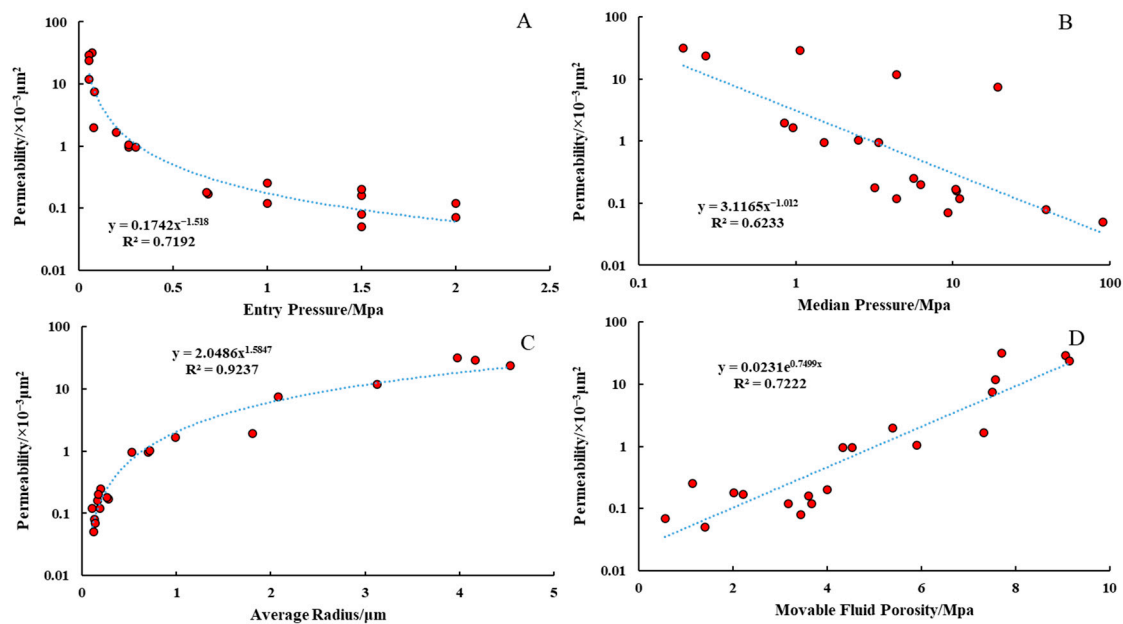 A
Permeability/×10⁻³μm²
100
10
1
0.1
0.01
y = 0.1742x⁻¹·⁵¹⁸
R² = 0.7192
0 0.5 1 1.5 2 2.5
Entry Pressure/Mpa
B
Permeability/×10⁻³μm²
100
10
1
0.1
0.01
y = 3.1165x⁻¹·⁰¹²
R² = 0.6233
0.1 1 10 100
Median Pressure/Mpa
C
Permeability/×10⁻³μm²
100
10
1
0.1
0.01
y = 2.0486x¹·⁵⁸⁴⁷
R² = 0.9237
0 1 2 3 4 5
Average Radius/μm
D
Permeability/×10⁻³μm²
100
10
1
0.1
0.01
y = 0.0231e⁰·⁷⁴⁹⁹ˣ
R² = 0.7222
0 2 4 6 8 10
Movable Fluid Porosity/Mpa